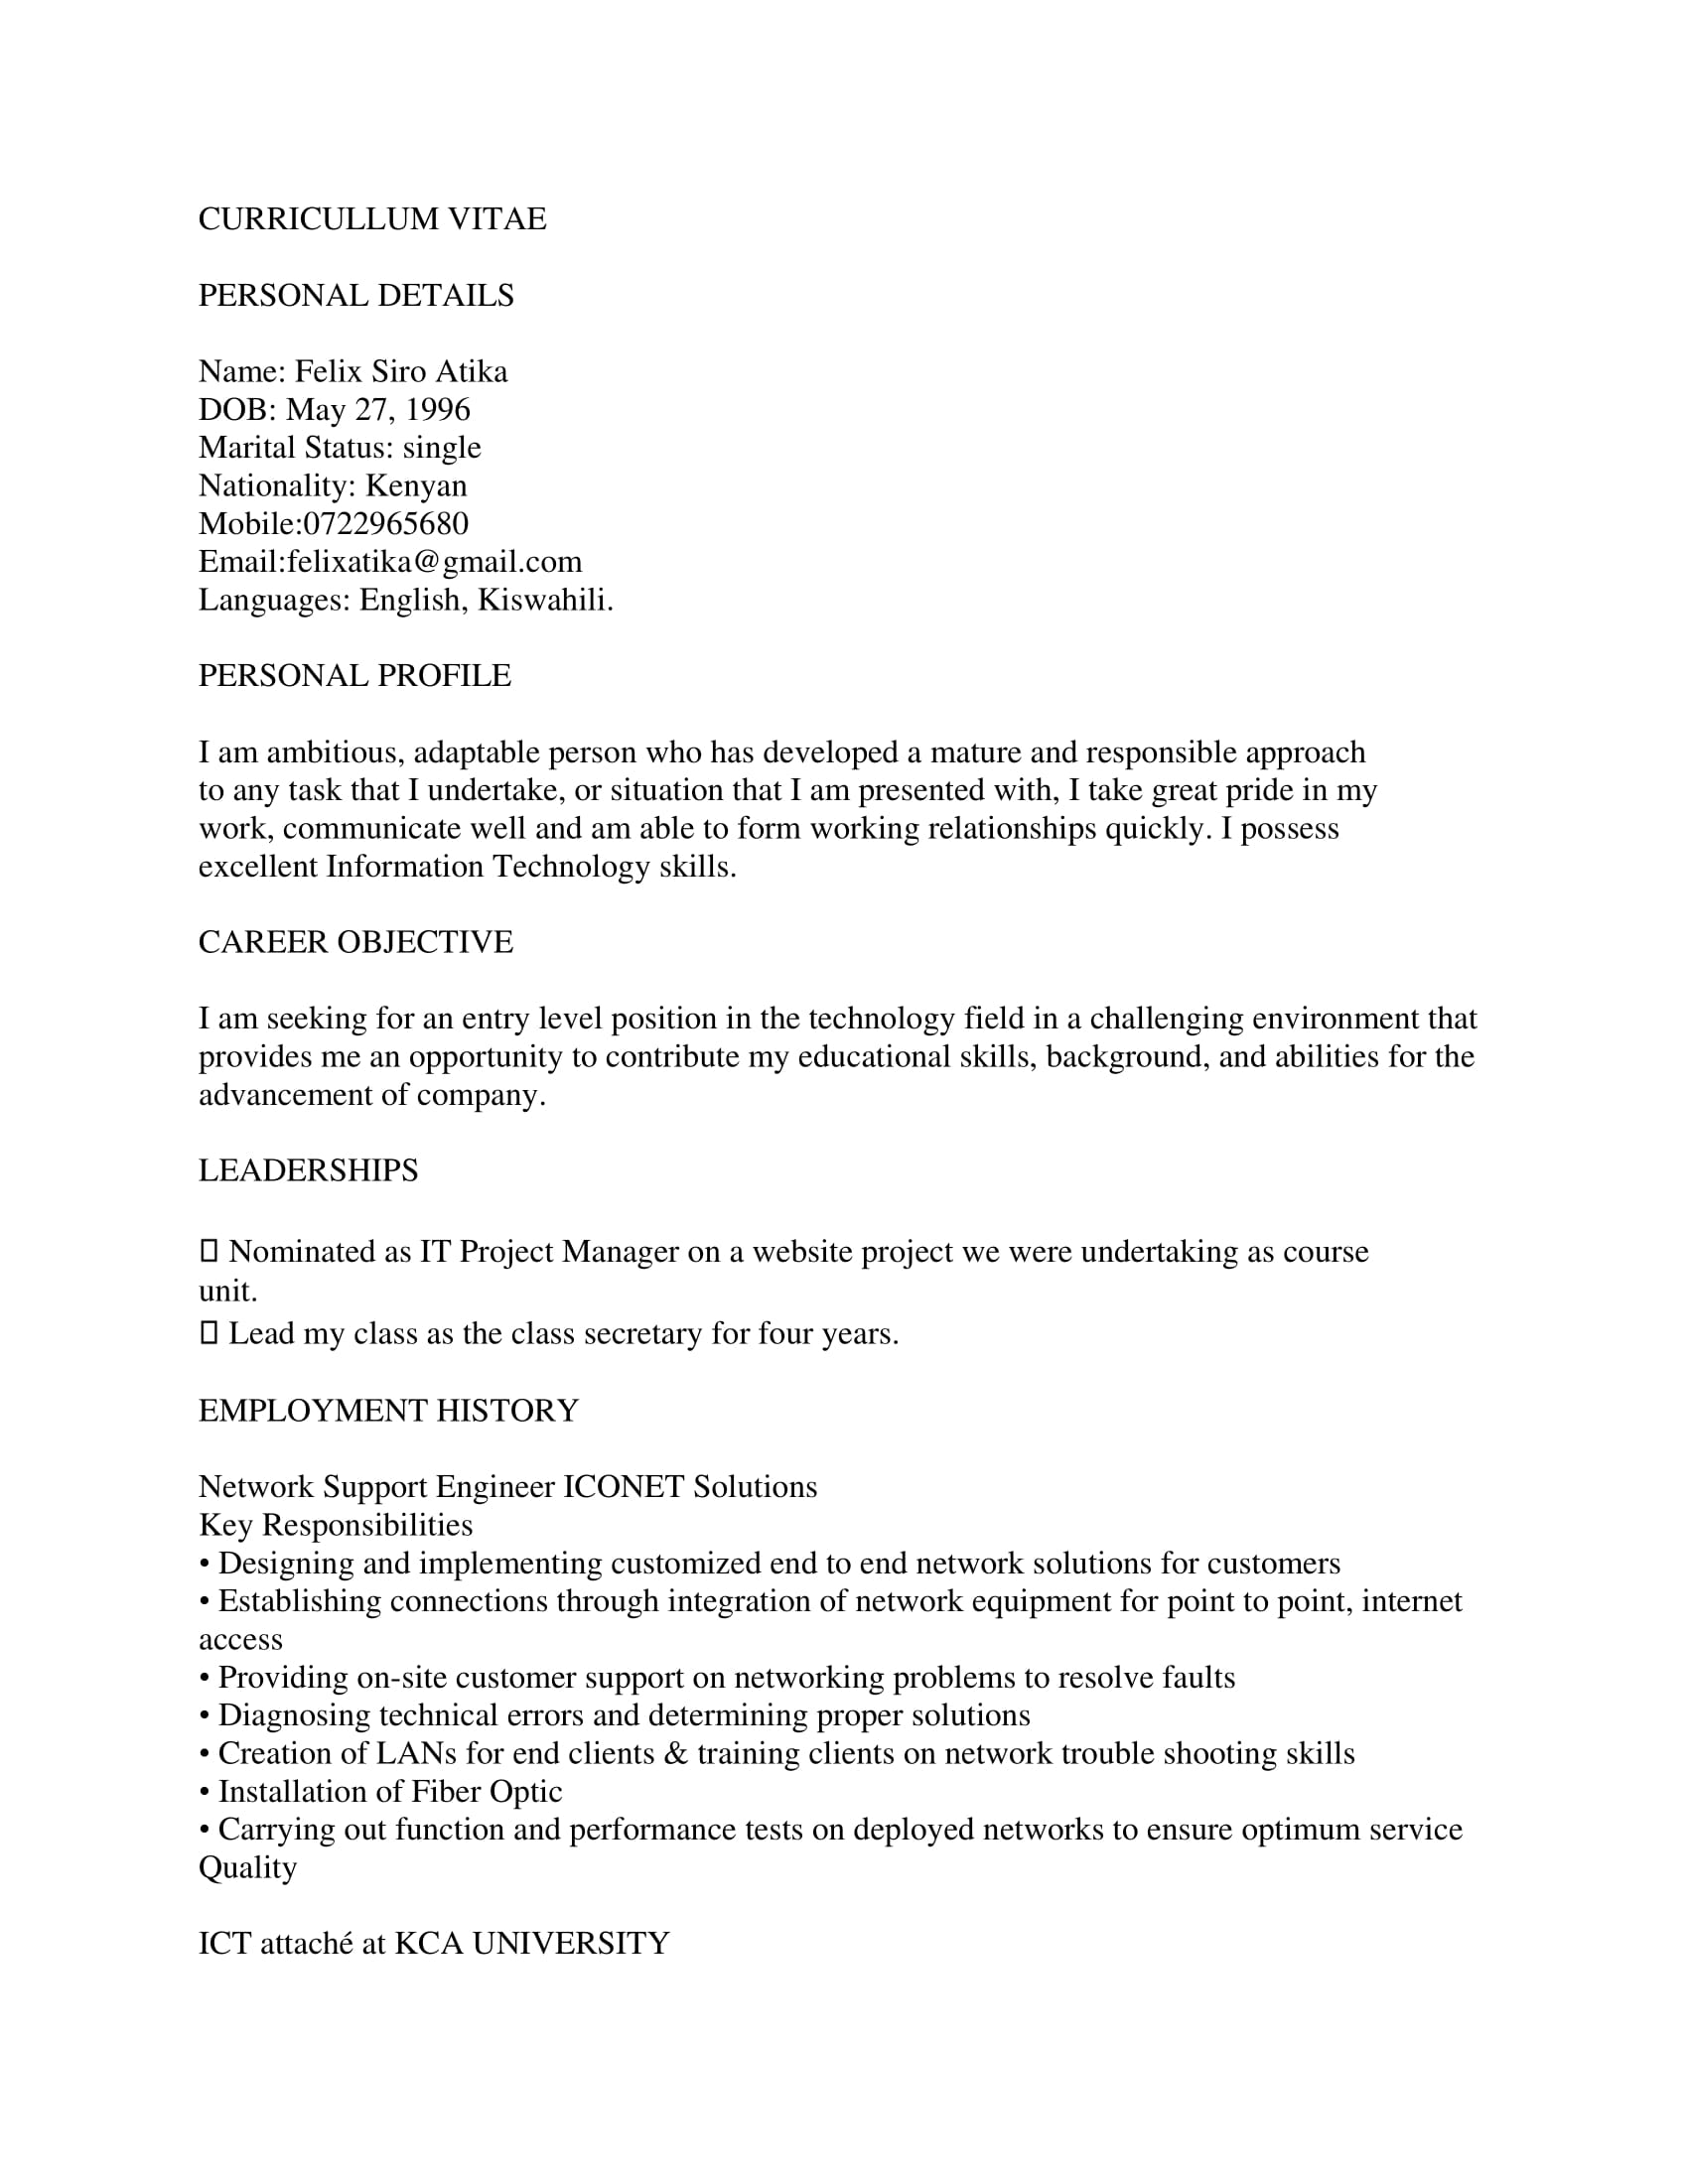 CURRICULLUM VITAE
PERSONAL DETAILS
Name: Felix Siro Atika
DOB: May 27, 1996
Marital Status: single
Nationality: Kenyan
Mobile:0722965680
Email:felixatika@gmail.com
Languages: English, Kiswahili.
PERSONAL PROFILE
I am ambitious, adaptable person who has developed a mature and responsible approach
to any task that I undertake, or situation that I am presented with, I take great pride in my
work, communicate well and am able to form working relationships quickly. I possess
excellent Information Technology skills.
CAREER OBJECTIVE
I am seeking for an entry level position in the technology field in a challenging environment that
provides me an opportunity to contribute my educational skills, background, and abilities for the
advancement of company.
LEADERSHIPS
 Nominated as IT Project Manager on a website project we were undertaking as course
unit.
 Lead my class as the class secretary for four years.
EMPLOYMENT HISTORY
Network Support Engineer ICONET Solutions
Key Responsibilities
• Designing and implementing customized end to end network solutions for customers
• Establishing connections through integration of network equipment for point to point, internet
access
• Providing on-site customer support on networking problems to resolve faults
• Diagnosing technical errors and determining proper solutions
• Creation of LANs for end clients & training clients on network trouble shooting skills
• Installation of Fiber Optic
• Carrying out function and performance tests on deployed networks to ensure optimum service
Quality
ICT attaché at KCA UNIVERSITY